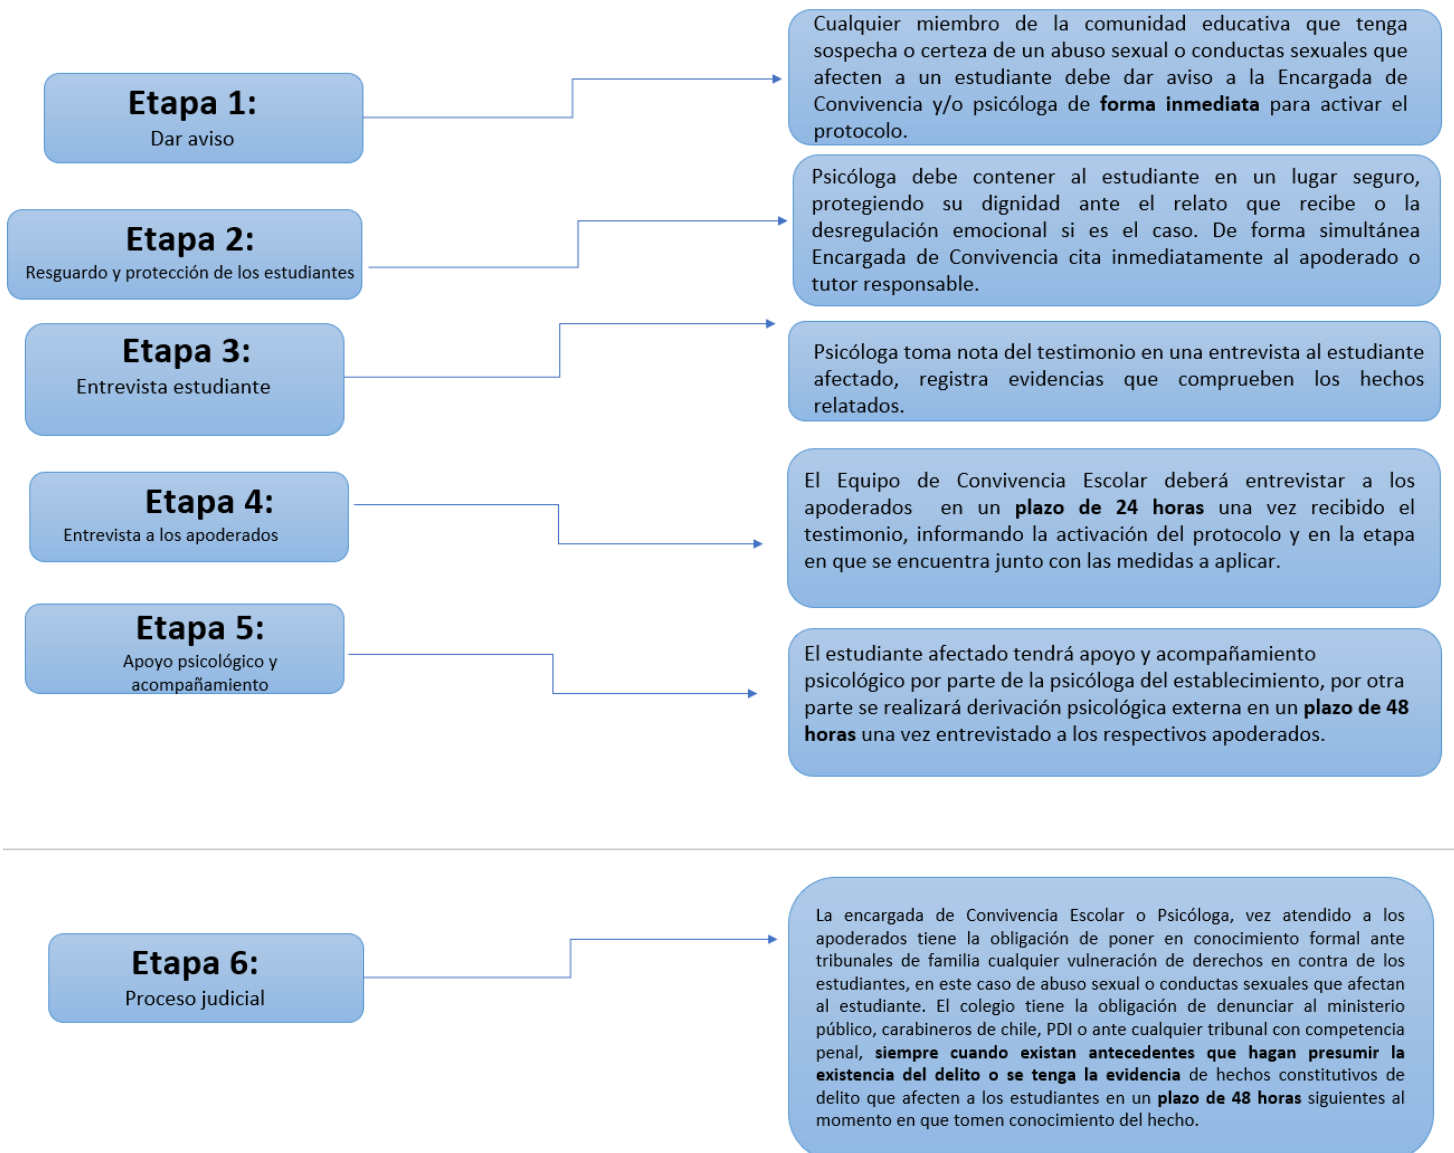 Etapa 1:
Dar aviso
Cualquier miembro de la comunidad educativa que tenga
sospecha o certeza de un abuso sexual o conductas sexuales que
afecten a un estudiante debe dar aviso a la Encargada de
Convivencia y/o psicóloga de forma inmediata para activar el
protocolo.
Etapa 2:
Resguardo y protección de los estudiantes
Psicóloga debe contener al estudiante en un lugar seguro,
protegiendo su dignidad ante el relato que recibe o la
desregulación emocional si es el caso. De forma simultánea
Encargada de Convivencia cita inmediatamente al apoderado o
tutor responsable.
Etapa 3:
Entrevista estudiante
Psicóloga toma nota del testimonio en una entrevista al estudiante
afectado, registra evidencias que comprueben los hechos
relatados.
Etapa 4:
Entrevista a los apoderados
El Equipo de Convivencia Escolar deberá entrevistar a los
apoderados en un plazo de 24 horas una vez recibido el
testimonio, informando la activación del protocolo y en la etapa
en que se encuentra junto con las medidas a aplicar.
Etapa 5:
Apoyo psicológico y
acompañamiento
El estudiante afectado tendrá apoyo y acompañamiento
psicológico por parte de la psicóloga del establecimiento, por otra
parte se realizará derivación psicológica externa en un plazo de 48
horas una vez entrevistado a los respectivos apoderados.
Etapa 6:
Proceso judicial
La encargada de Convivencia Escolar o Psicóloga, vez atendido a los
apoderados tiene la obligación de poner en conocimiento formal ante
tribunales de familia cualquier vulneración de derechos en contra de los
estudiantes, en este caso de abuso sexual o conductas sexuales que afectan
al estudiante. El colegio tiene la obligación de denunciar al ministerio
público, carabineros de chile, PDI o ante cualquier tribunal con competencia
penal, siempre cuando existan antecedentes que hagan presumir la
existencia del delito o se tenga la evidencia de hechos constitutivos de
delito que afecten a los estudiantes en un plazo de 48 horas siguientes al
momento en que tomen conocimiento del hecho.